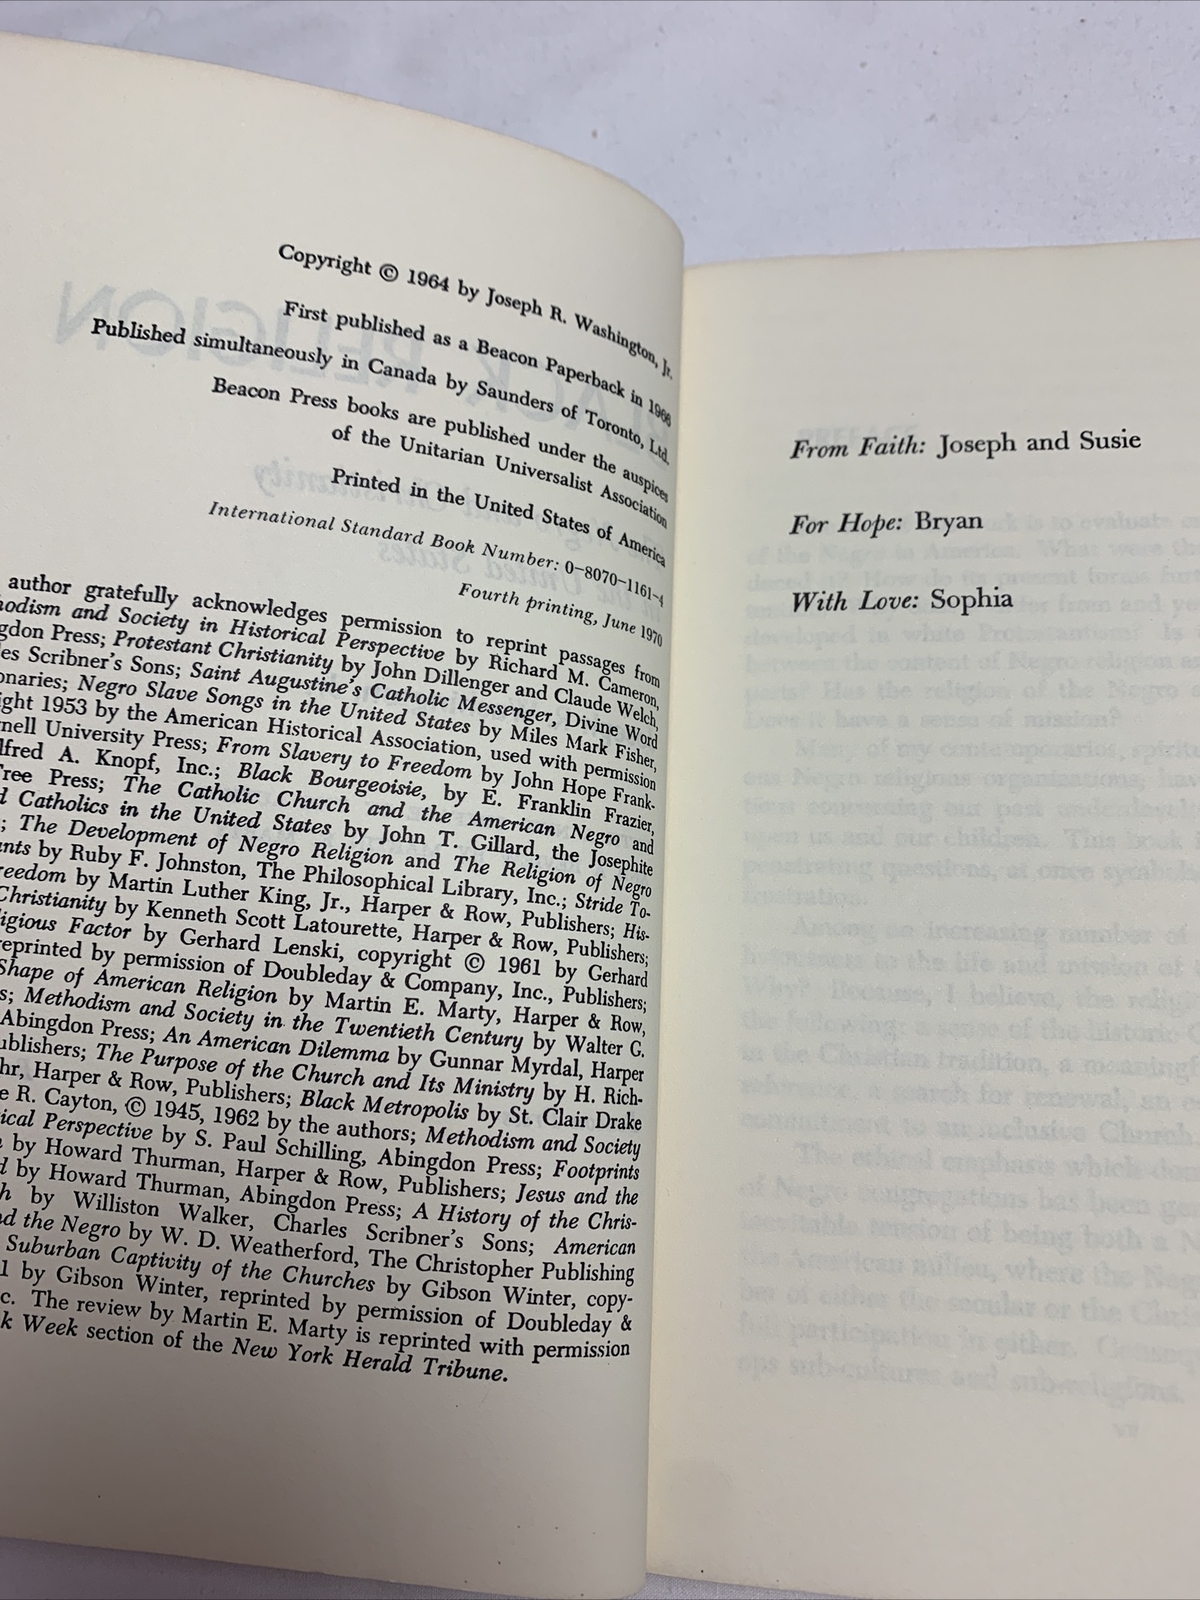 Copyright © 1964 by Joseph R. Washington, Jr.
First published as a Beacon Paperback in 1966
Published simultaneously in Canada by Saunders of Toronto, Ltd.
Beacon Press books are published under the auspices
of the Unitarian Universalist Association
Printed in the United States of America
International Standard Book Number: 0–8070–1161–4
Fourth printing, June 1970
author gratefully acknowledges permission to reprint passages from
hodism and Society in Historical Perspective by Richard M. Cameron,
gdon Press; Protestant Christianity by John Dillenger and Claude Welch,
les Scribner's Sons; Saint Augustine's Catholic Messenger, Divine Word
onaries; Negro Slave Songs in the United States by Miles Mark Fisher,
ight 1953 by the American Historical Association, used with permission
nell University Press; From Slavery to Freedom by John Hope Frank-
lfred A. Knopf, Inc.; Black Bourgeoisie, by E. Franklin Frazier,
Free Press; The Catholic Church and the American Negro and
d Catholics in the United States by John T. Gillard, the Josephite
; The Development of Negro Religion and The Religion of Negro
ants by Ruby F. Johnston, The Philosophical Library, Inc.; Stride To-
reedom by Martin Luther King, Jr., Harper & Row, Publishers; His-
Christianity by Kenneth Scott Latourette, Harper & Row, Publishers;
ligious Factor by Gerhard Lenski, copyright © 1961 by Gerhard
reprinted by permission of Doubleday & Company, Inc., Publishers;
Shape of American Religion by Martin E. Marty, Harper & Row,
s; Methodism and Society in the Twentieth Century by Walter G.
Abingdon Press; An American Dilemma by Gunnar Myrdal, Harper
ublishers; The Purpose of the Church and Its Ministry by H. Rich-
hr, Harper & Row, Publishers; Black Metropolis by St. Clair Drake
e R. Cayton, © 1945, 1962 by the authors; Methodism and Society
ical Perspective by S. Paul Schilling, Abingdon Press; Footprints
by Howard Thurman, Harper & Row, Publishers; Jesus and the
d by Howard Thurman, Abingdon Press; A History of the Chris-
h by Williston Walker, Charles Scribner's Sons; American
nd the Negro by W. D. Weatherford, The Christopher Publishing
Suburban Captivity of the Churches by Gibson Winter, copy-
1 by Gibson Winter, reprinted by permission of Doubleday &
c. The review by Martin E. Marty is reprinted with permission
k Week section of the New York Herald Tribune.
From Faith: Joseph and Susie
For Hope: Bryan
With Love: Sophia